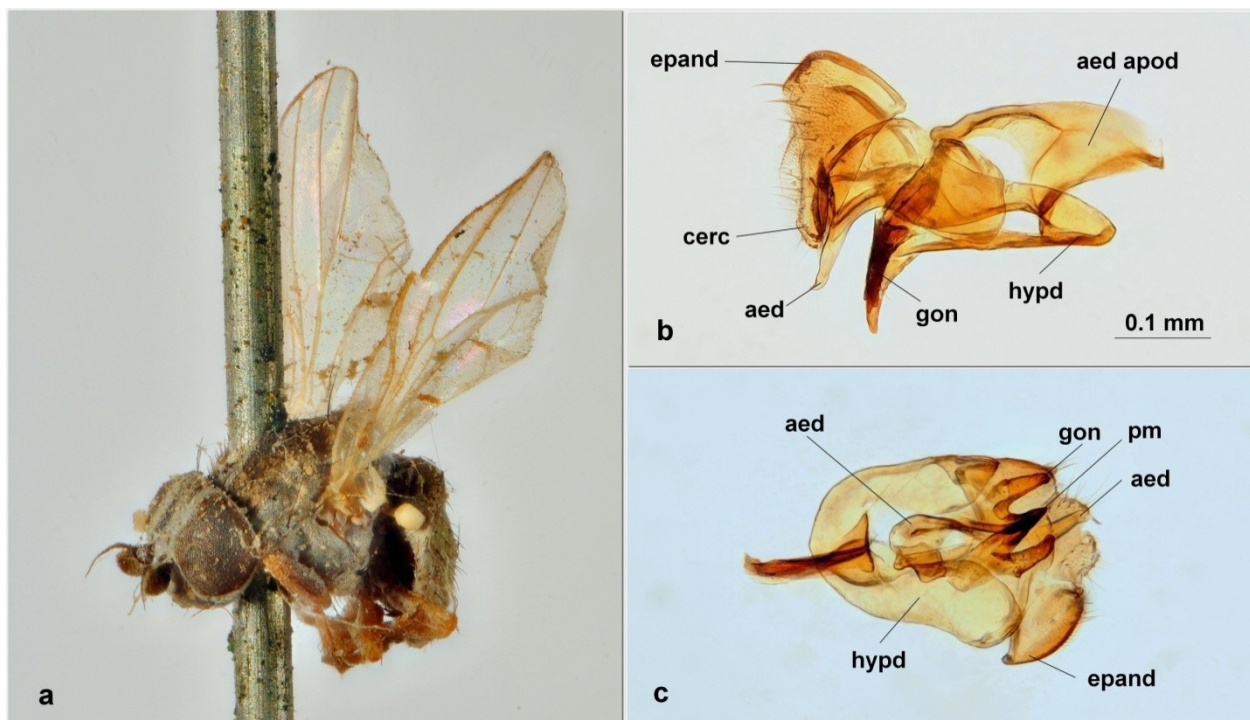 a
epand
aed apod
cerc
aed
gon
hypd
b
0.1 mm
aed
gon
pm
aed
hypd
epand
c